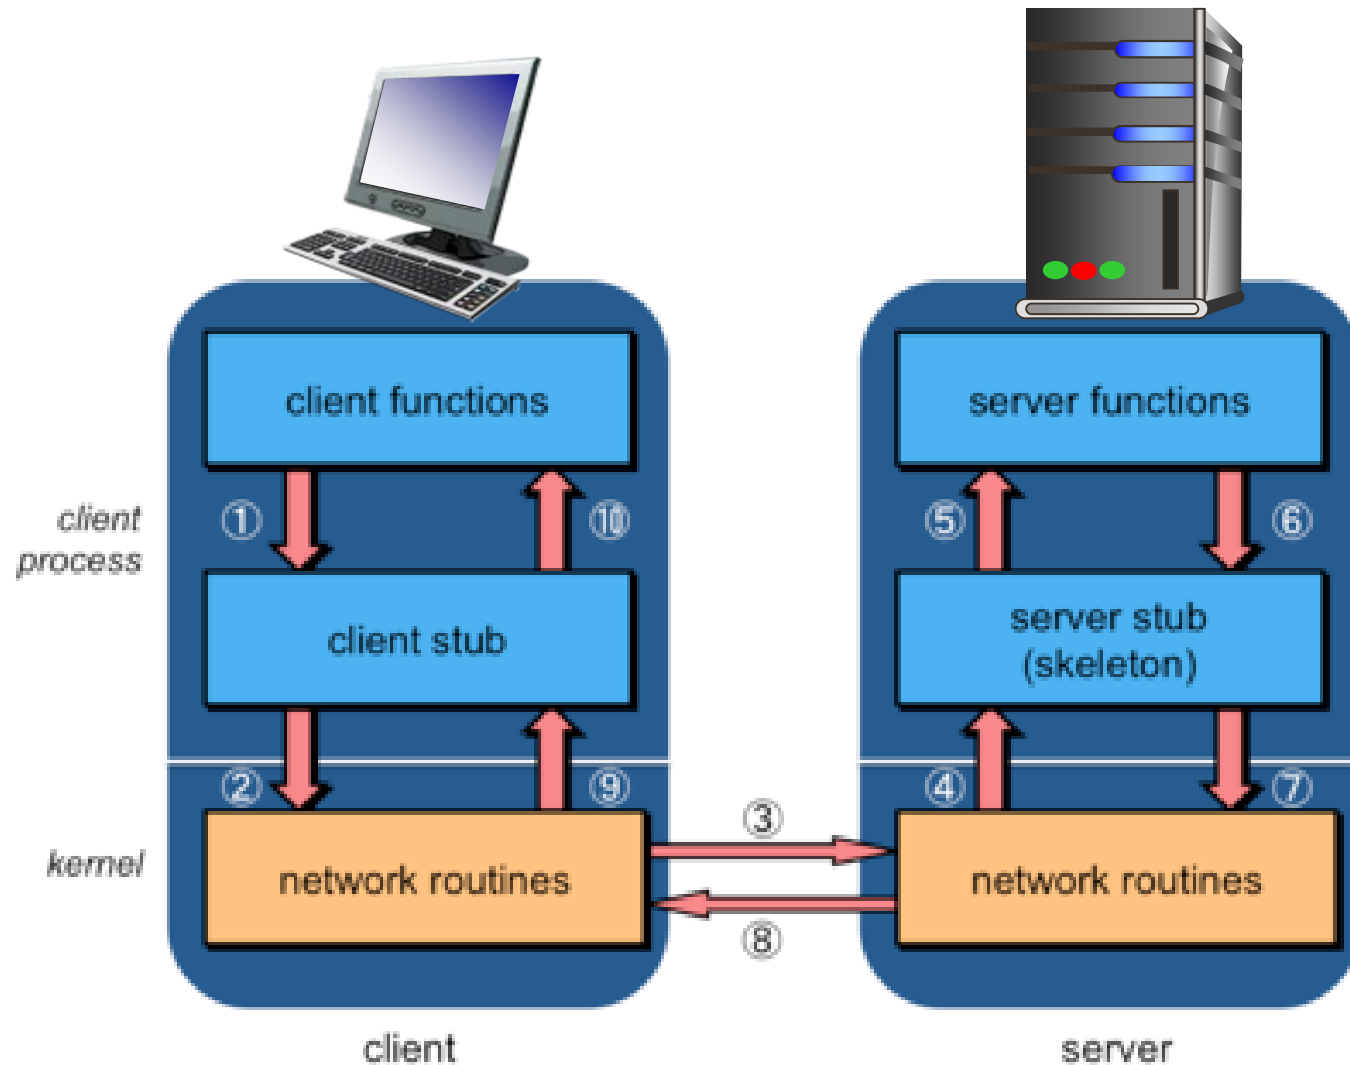 client functions
server functions
client
process
①
⑩
⑤
⑥
client stub
server stub
(skeleton)
②
⑨
④
⑦
③
kernel
network routines
network routines
⑧
client
server